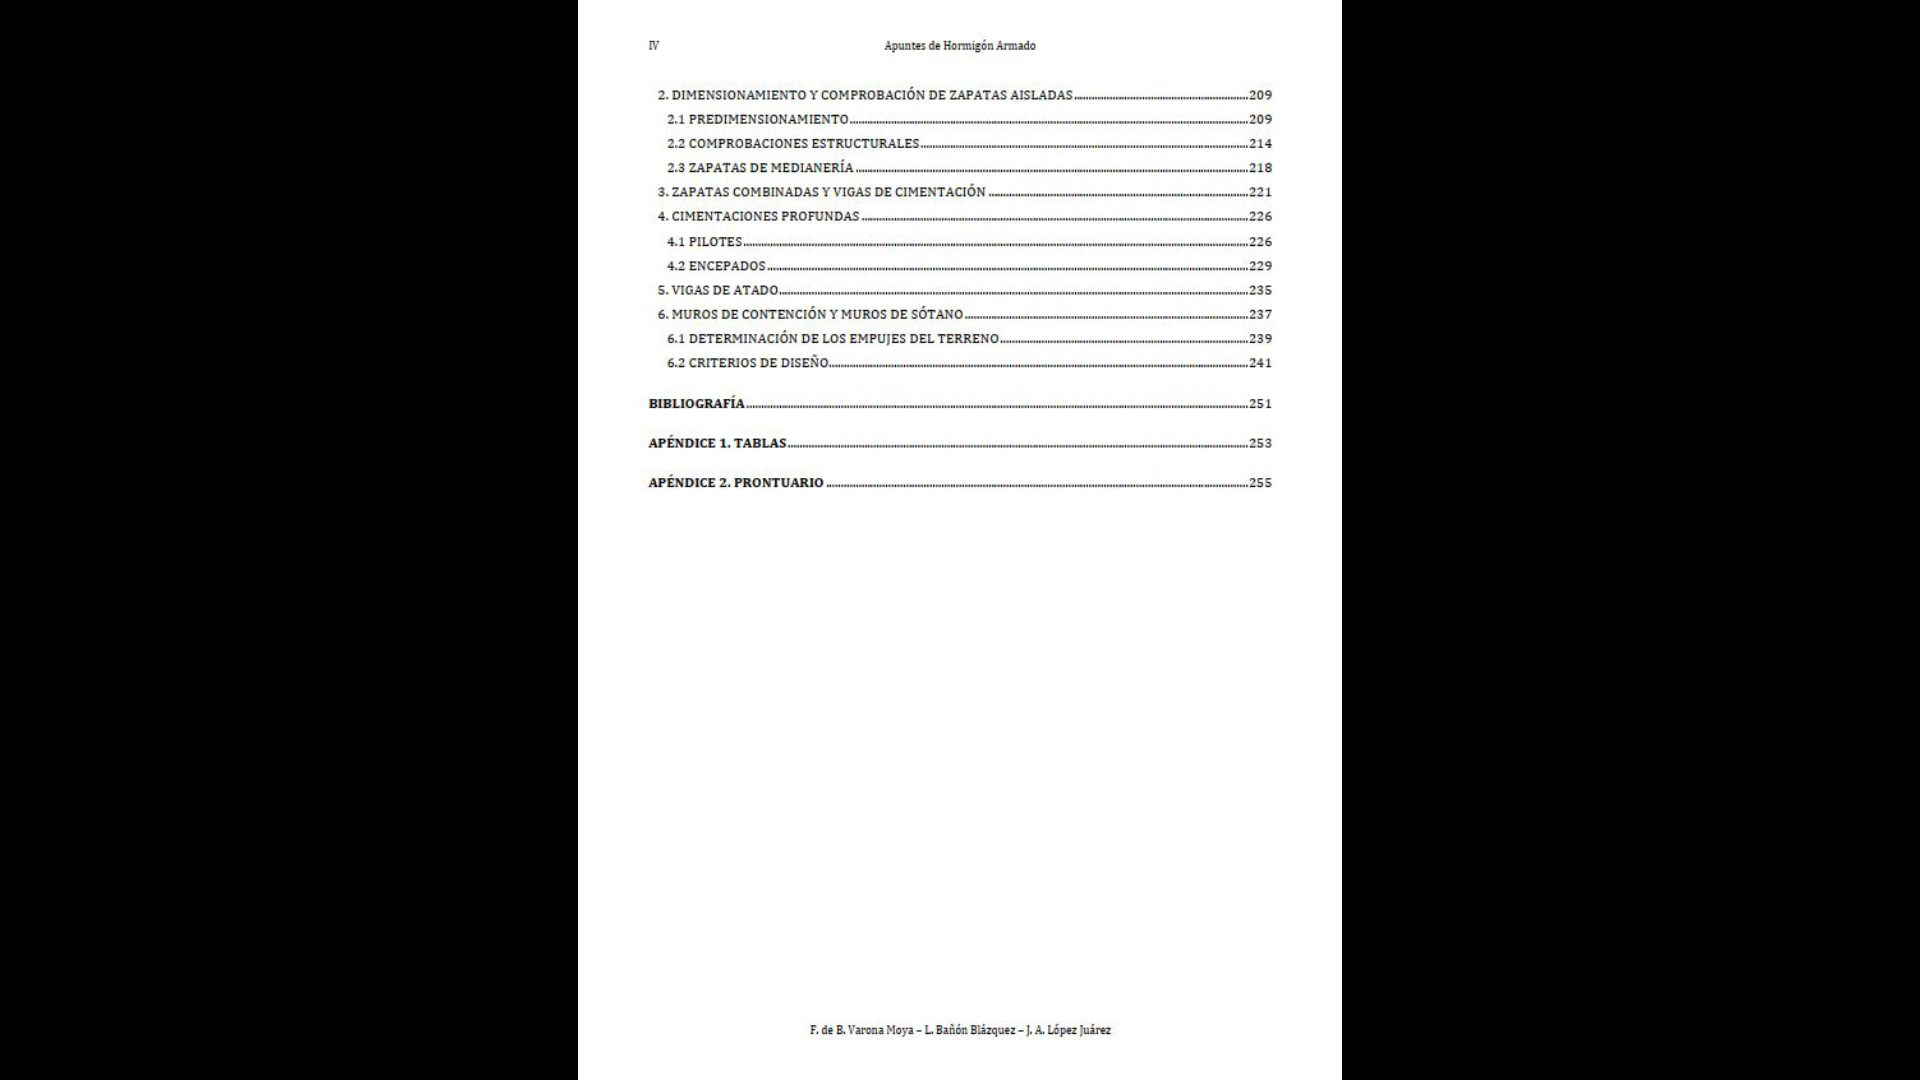 IV Apuntes de Hormigón Armado
2. DIMENSIONAMIENTO Y COMPROBACIÓN DE ZAPATAS AISLADAS 209
2.1 PREDIMENSIONAMIENTO 209
2.2 COMPROBACIONES ESTRUCTURALES 214
2.3 ZAPATAS DE MEDIANERÍA 218
3. ZAPATAS COMBINADAS Y VIGAS DE CIMENTACIÓN 221
4. CIMENTACIONES PROFUNDAS 226
4.1 PILOTES 226
4.2 ENCEPADOS 229
5. VIGAS DE ATADO 235
6. MUROS DE CONTENCIÓN Y MUROS DE SÓTANO 237
6.1 DETERMINACIÓN DE LOS EMPUJES DEL TERRENO 239
6.2 CRITERIOS DE DISEÑO 241
BIBLIOGRAFÍA 251
APÉNDICE 1. TABLAS 253
APÉNDICE 2. PRONTUARIO 255
F. de B. Varona Moya – L. Bañón Blázquez – J. A. López Juárez